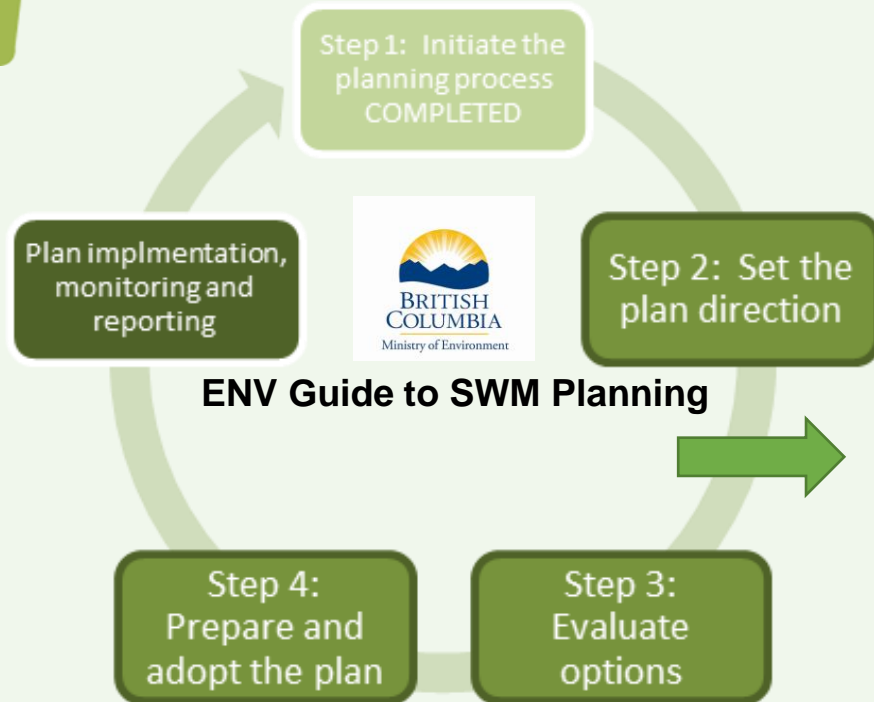 Step 1: Initiate the
planning process
COMPLETED
Plan implmentation,
monitoring and
reporting
BRITISH
COLUMBIA
Ministry of Environment
Step 2: Set the
plan direction
ENV Guide to SWM Planning
Step 4:
Prepare and
adopt the plan
Step 3:
Evaluate
options